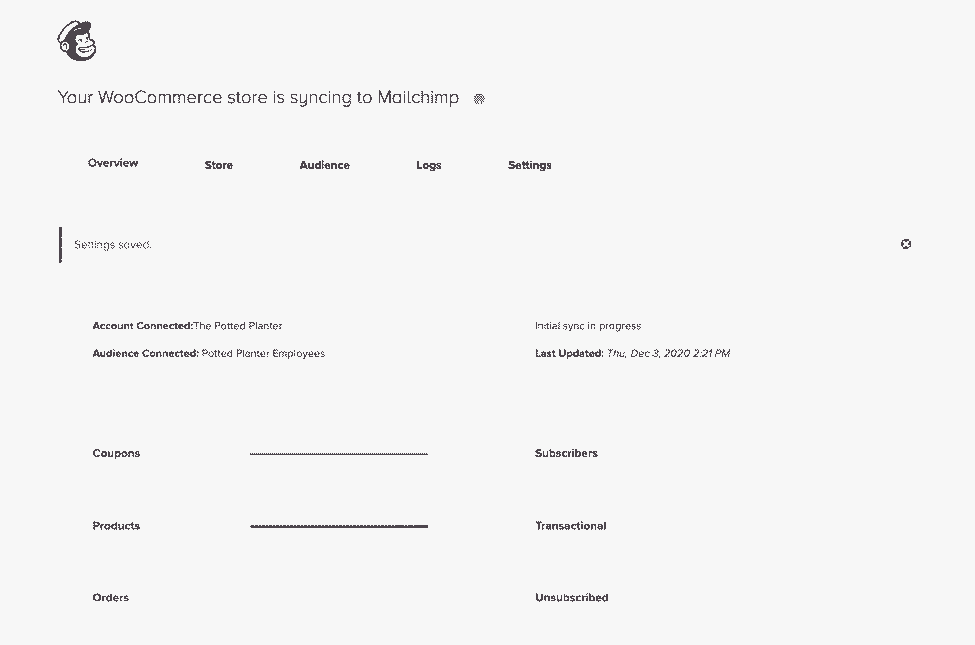 Your WooCommerce store is syncing to Mailchimp
Overview Store Audience Logs Settings
Settings saved.
Account Connected:The Potted Planter Initial sync in progress
Audience Connected: Potted Planter Employees Last Updated: Thu, Dec 3, 2020 2:21 PM
Coupons Subscribers
Products Transactional
Orders Unsubscribed